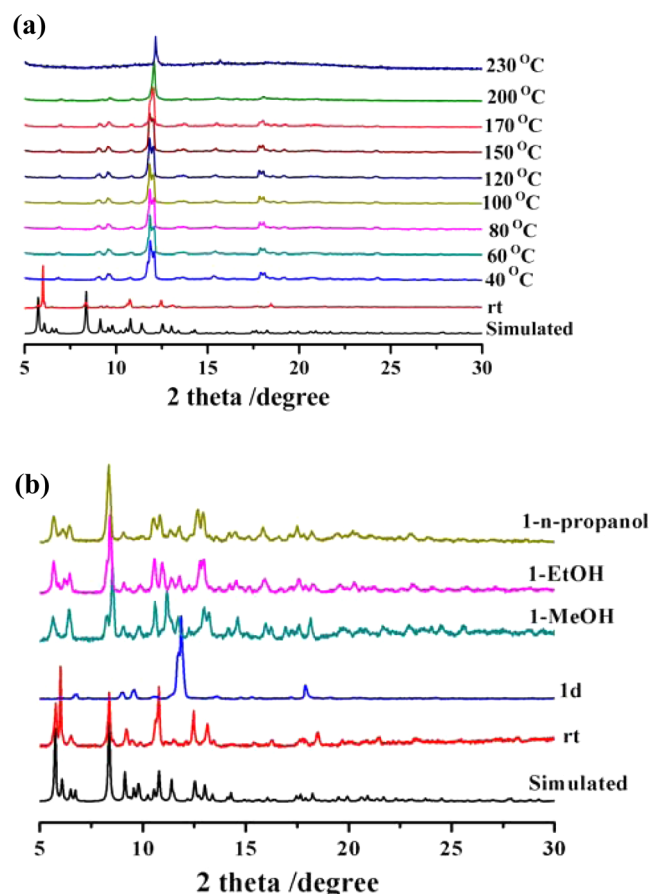 (a)
230 °C
200 °C
170 °C
150 °C
120 °C
100 °C
80 °C
60 °C
40 °C
rt
Simulated
5 10 15 20 25 30
2 theta /degree
(b)
1-n-propanol
1-EtOH
1-MeOH
1d
rt
Simulated
5 10 15 20 25 30
2 theta /degree